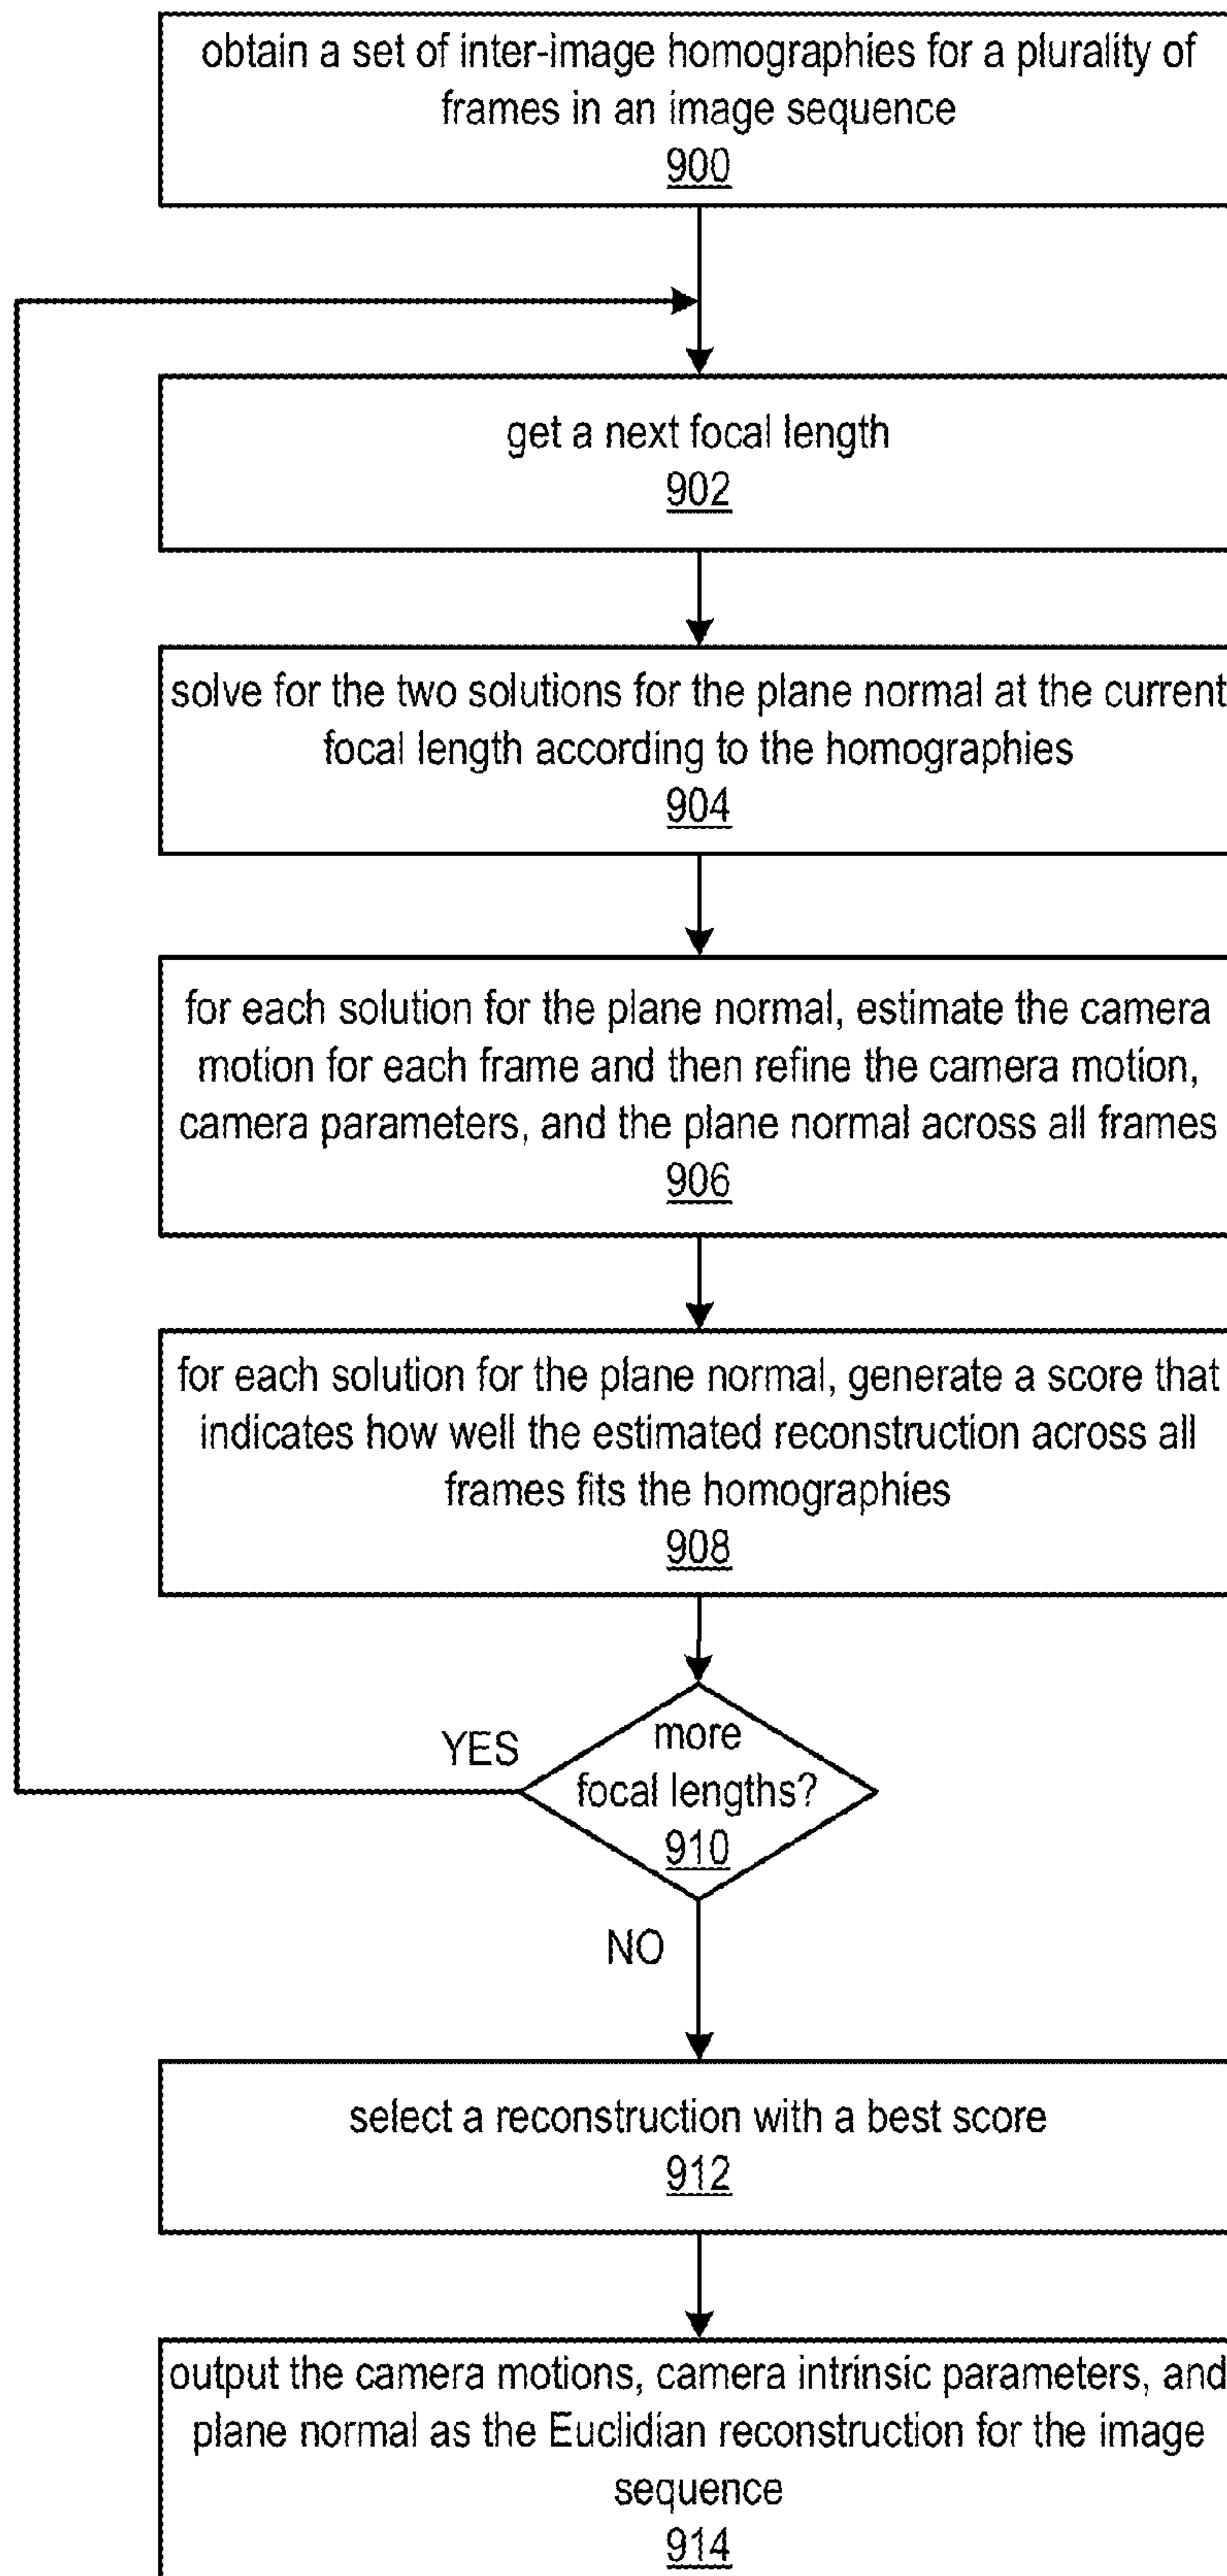 obtain a set of inter-image homographies for a plurality of
frames in an image sequence
900
get a next focal length
902
solve for the two solutions for the plane normal at the current
focal length according to the homographies
904
for each solution for the plane normal, estimate the camera
motion for each frame and then refine the camera motion,
camera parameters, and the plane normal across all frames
906
for each solution for the plane normal, generate a score that
indicates how well the estimated reconstruction across all
frames fits the homographies
908
YES
more
focal lengths?
910
NO
select a reconstruction with a best score
912
output the camera motions, camera intrinsic parameters, and
plane normal as the Euclidian reconstruction for the image
sequence
914